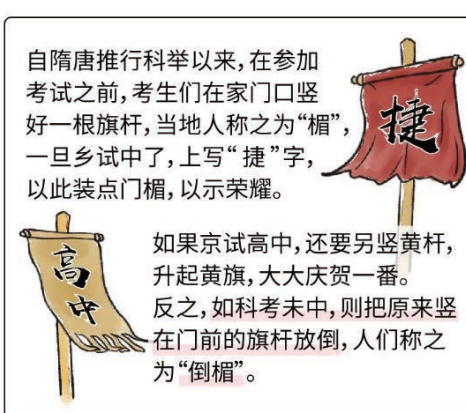 自隋唐推行科举以来,在参加
考试之前,考生们在家门口竖
好一根旗杆,当地人称之为“楣”,
一旦乡试中了,上写“捷”字,
以此装点门楣,以示荣耀。
捷
如果京试高中,还要另竖黄杆,
升起黄旗,大大庆贺一番。
反之,如科考未中,则把原来竖
在门前的旗杆放倒,人们称之
为“倒楣”。
高中